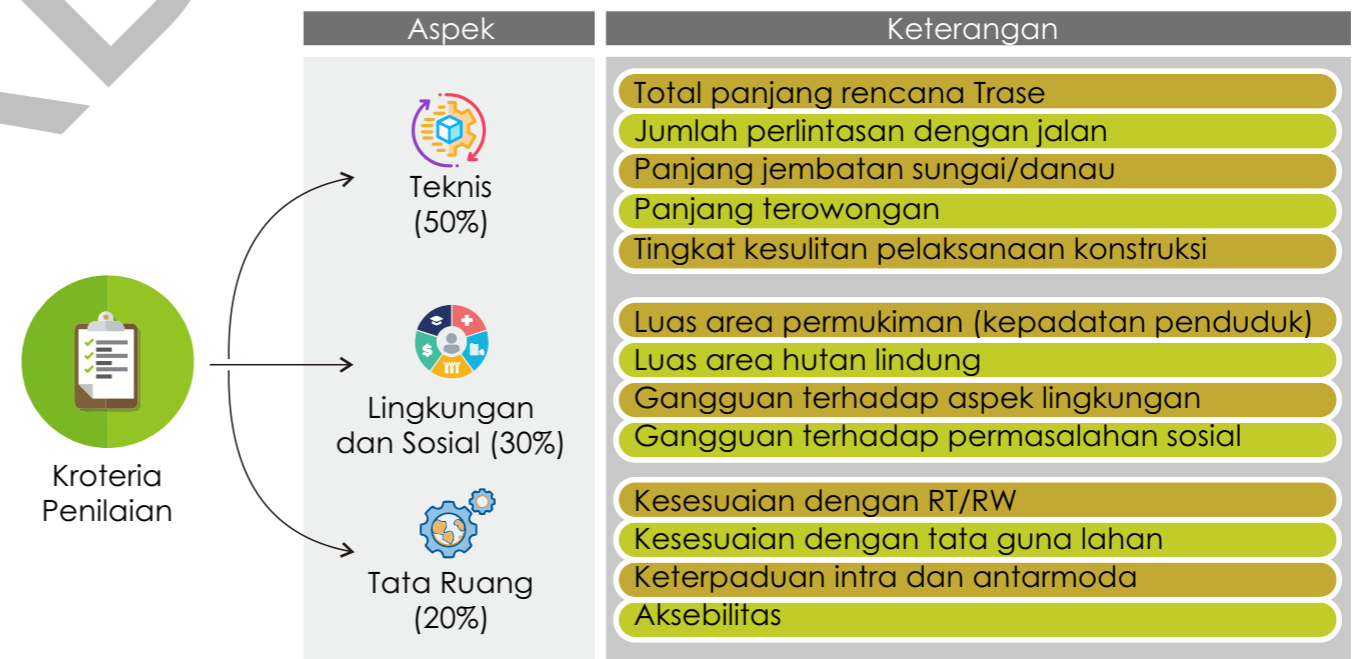 Aspek
Keterangan
Kroteria
Penilaian
Teknis
(50%)
Total panjang rencana Trase
Jumlah perlintasan dengan jalan
Panjang jembatan sungai/danau
Panjang terowongan
Tingkat kesulitan pelaksanaan konstruksi
Lingkungan
dan Sosial (30%)
Luas area permukiman (kepadatan penduduk)
Luas area hutan lindung
Gangguan terhadap aspek lingkungan
Gangguan terhadap permasalahan sosial
Tata Ruang
(20%)
Kesesuaian dengan RT/RW
Kesesuaian dengan tata guna lahan
Keterpaduan intra dan antarmoda
Aksebilitas